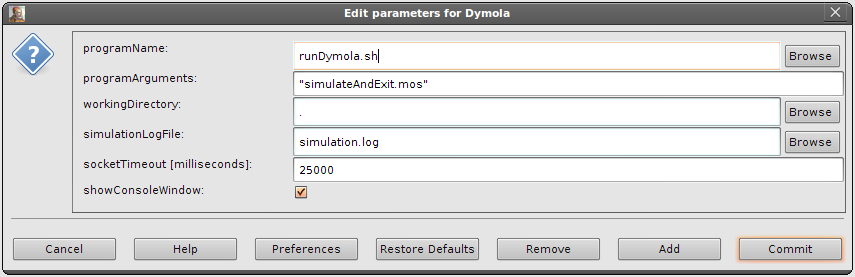 Edit parameters for Dymola
programName:
runDymola.sh
Browse
programArguments:
"simulateAndExit.mos"
workingDirectory:
.
Browse
simulationLogFile:
simulation.log
Browse
socketTimeout [milliseconds]:
25000
showConsoleWindow:
Cancel
Help
Preferences
Restore Defaults
Remove
Add
Commit